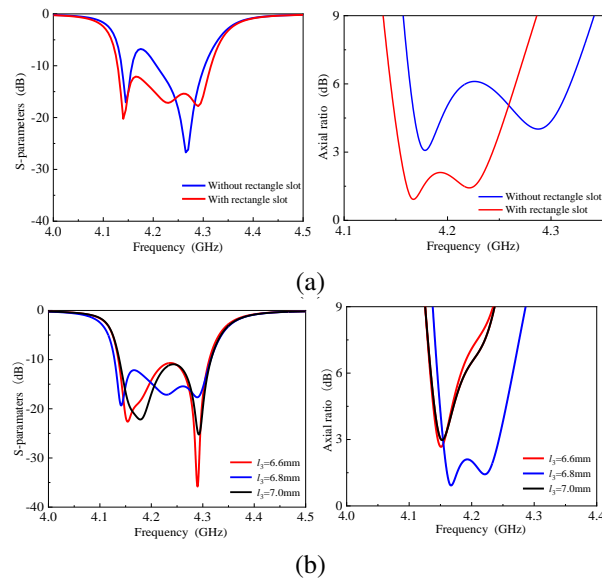 0
-10
-20
-30
-40
4.0 4.1 4.2 4.3 4.4 4.5
S-parameters (dB)
Frequency (GHz)
Without rectangle slot
With rectangle slot
9
6
3
0
4.1 4.2 4.3
Axial ratio (dB)
Frequency (GHz)
Without rectangle slot
With rectangle slot
(a)
0
-10
-20
-30
-40
4.0 4.1 4.2 4.3 4.4 4.5
S-paramaters (dB)
Frequency (GHz)
l3=6.6mm
l3=6.8mm
l3=7.0mm
9
6
3
0
4.0 4.1 4.2 4.3 4.4
Axial ratio (dB)
Frequency (GHz)
l3=6.6mm
l3=6.8mm
l3=7.0mm
(b)